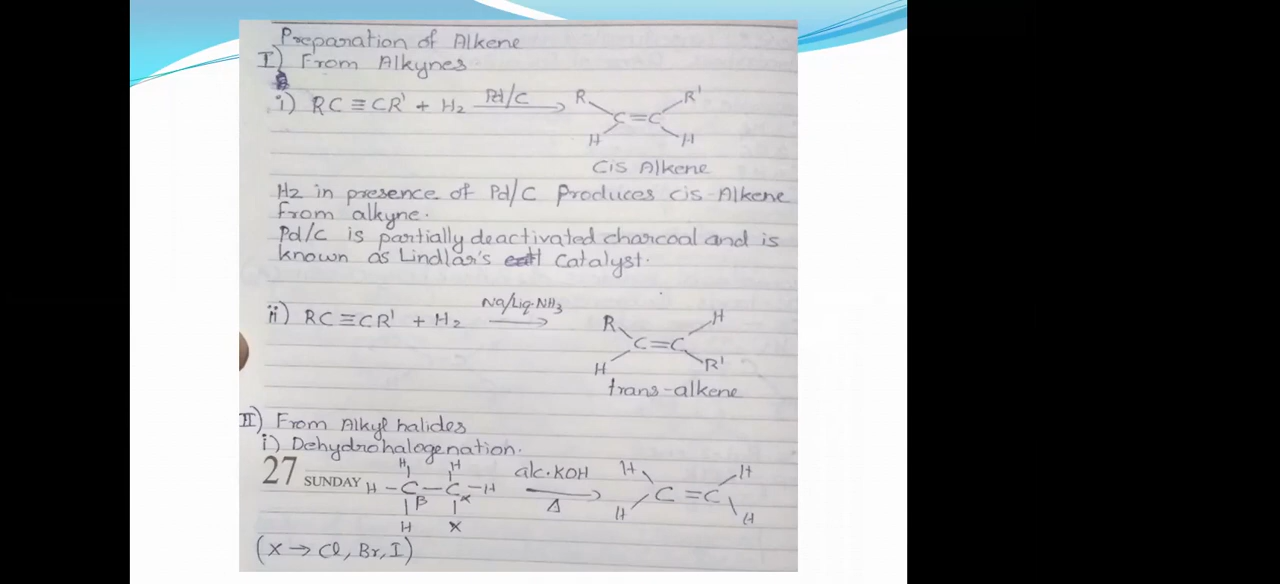 Preparation of Alkene
I) From Alkynes
i) RC ≡ CR' + H2 Pd/C R R'
C=C
H H
Cis Alkene
H2 in presence of Pd/C Produces cis-Alkene
from alkyne.
Pd/C is partially deactivated charcoal and is
known as Lindlar's Catalyst.
ii) RC ≡ CR' + H2 Na/Liq.NH3 R H
C=C
H R'
trans-alkene
II) From Alkyl halides
i) Dehydrohalogenation.
H H alc.KOH H H
27 SUNDAY H - C - C - H C = C
β α Δ H H
H X
(X → Cl, Br, I)